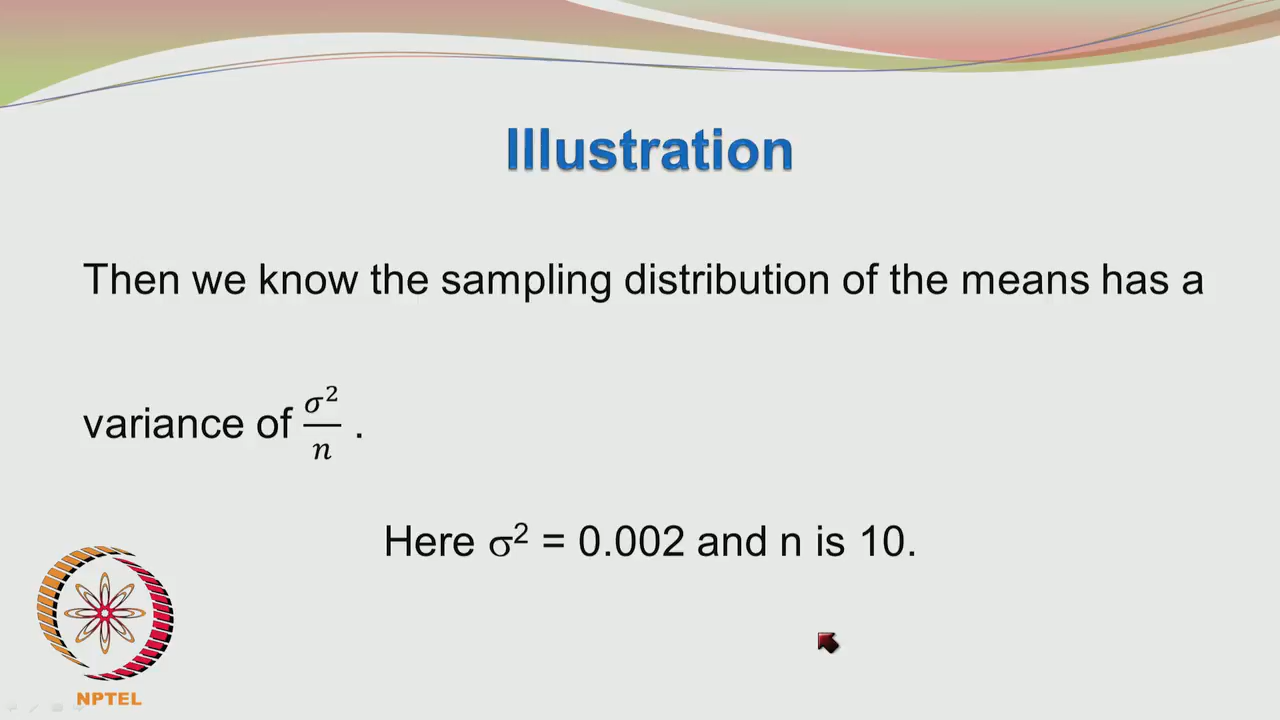 Illustration
Then we know the sampling distribution of the means has a
variance of σ²/n .
Here σ² = 0.002 and n is 10.
NPTEL